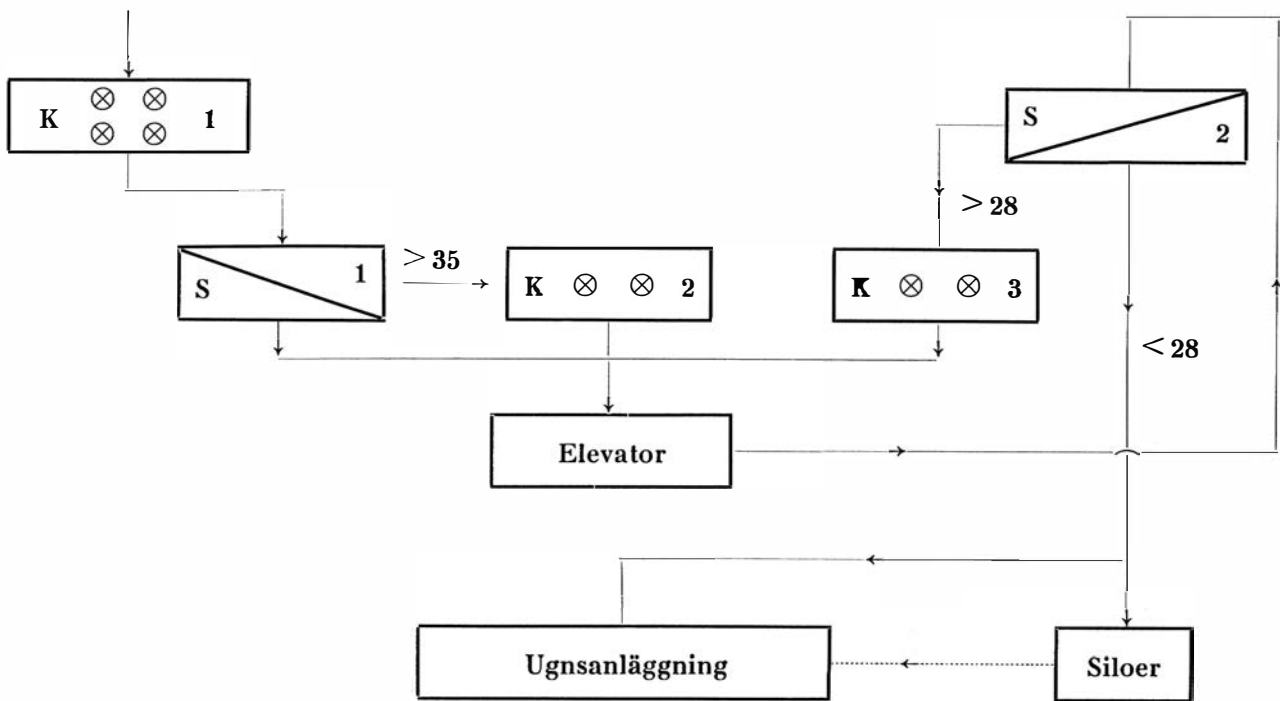 K 1
S 2
> 28
> 35
S 1
K 2
K 3
< 28
Elevator
Ugnsanläggning
Siloer